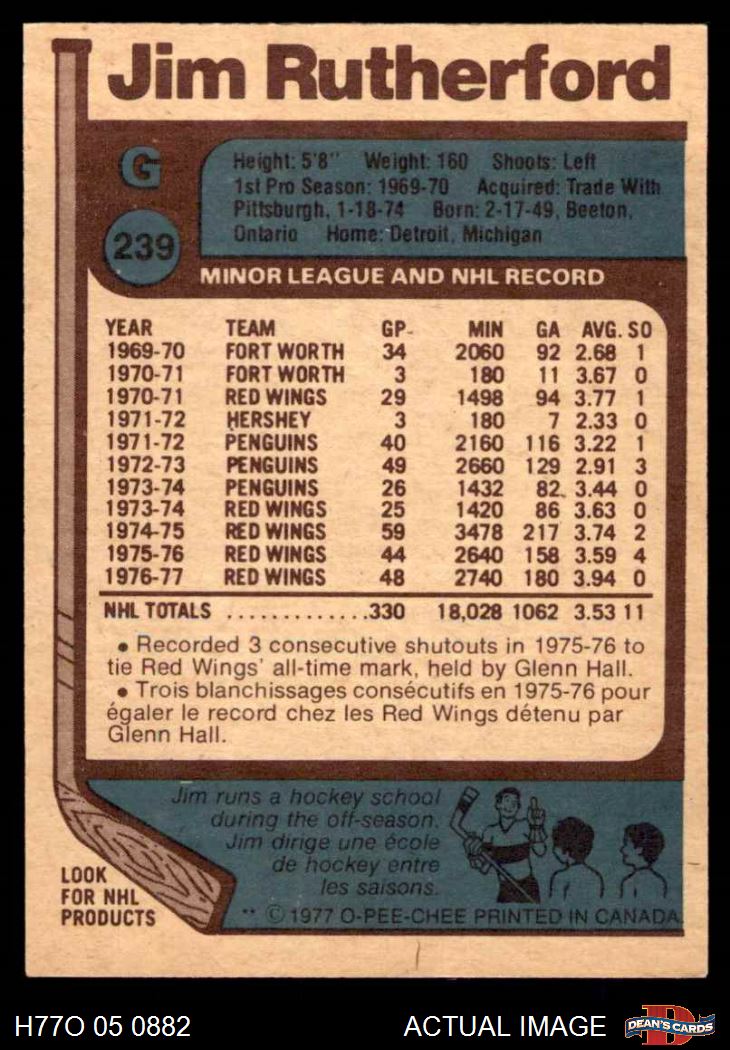 Jim Rutherford
G
Height: 5'8" Weight: 160 Shoots: Left
1st Pro Season: 1969-70 Acquired: Trade With
Pittsburgh, 1-18-74 Born: 2-17-49, Beeton,
Ontario Home: Detroit, Michigan
239
MINOR LEAGUE AND NHL RECORD
YEAR TEAM GP MIN GA AVG. SO
1969-70 FORT WORTH 34 2060 92 2.68 1
1970-71 FORT WORTH 3 180 11 3.67 0
1970-71 RED WINGS 29 1498 94 3.77 1
1971-72 HERSHEY 3 180 7 2.33 0
1971-72 PENGUINS 40 2160 116 3.22 1
1972-73 PENGUINS 49 2660 129 2.91 3
1973-74 PENGUINS 26 1432 82 3.44 0
1973-74 RED WINGS 25 1420 86 3.63 0
1974-75 RED WINGS 59 3478 217 3.74 2
1975-76 RED WINGS 44 2640 158 3.59 4
1976-77 RED WINGS 48 2740 180 3.94 0
NHL TOTALS .............330 18,028 1062 3.53 11
• Recorded 3 consecutive shutouts in 1975-76 to
tie Red Wings' all-time mark, held by Glenn Hall.
• Trois blanchissages consécutifs en 1975-76 pour
égaler le record chez les Red Wings détenu par
Glenn Hall.
Jim runs a hockey school
during the off-season.
Jim dirige une école
de hockey entre
les saisons.
LOOK
FOR NHL
PRODUCTS
** © 1977 O-PEE-CHEE PRINTED IN CANADA
H77O 05 0882 ACTUAL IMAGE
D
DEAN'S CARDS